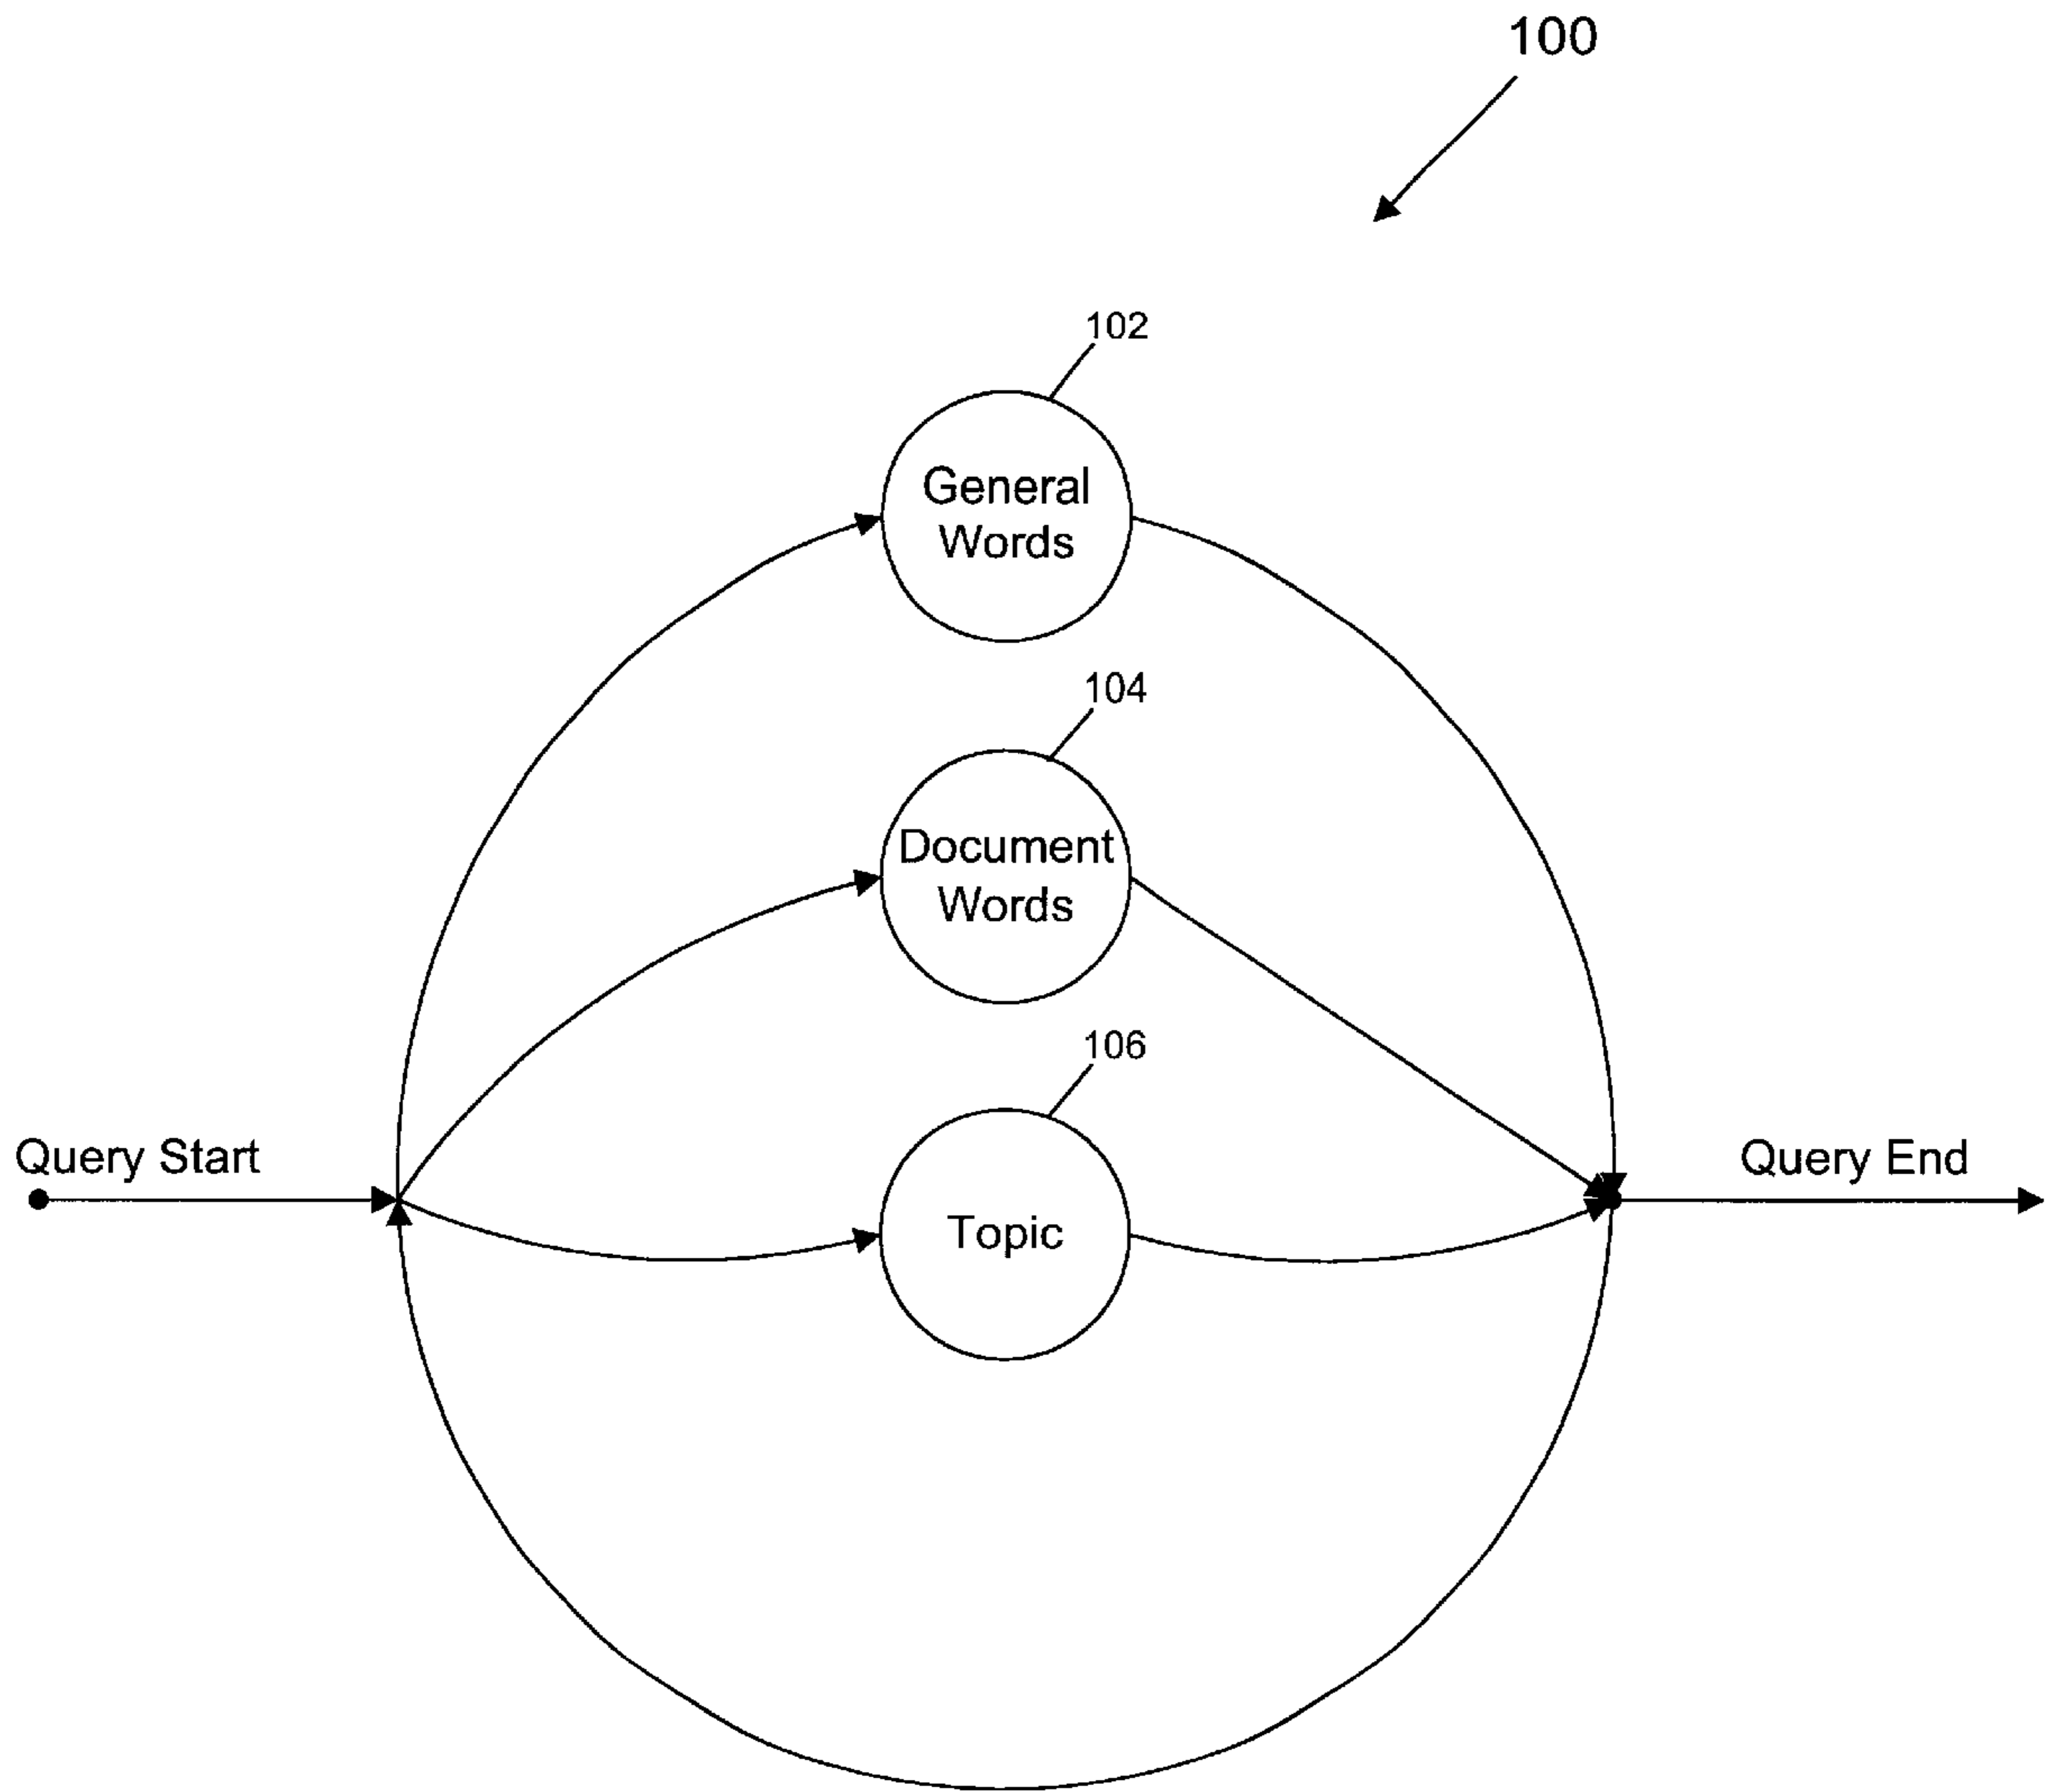 100
102
General
Words
104
Document
Words
106
Query Start
Query End
Topic